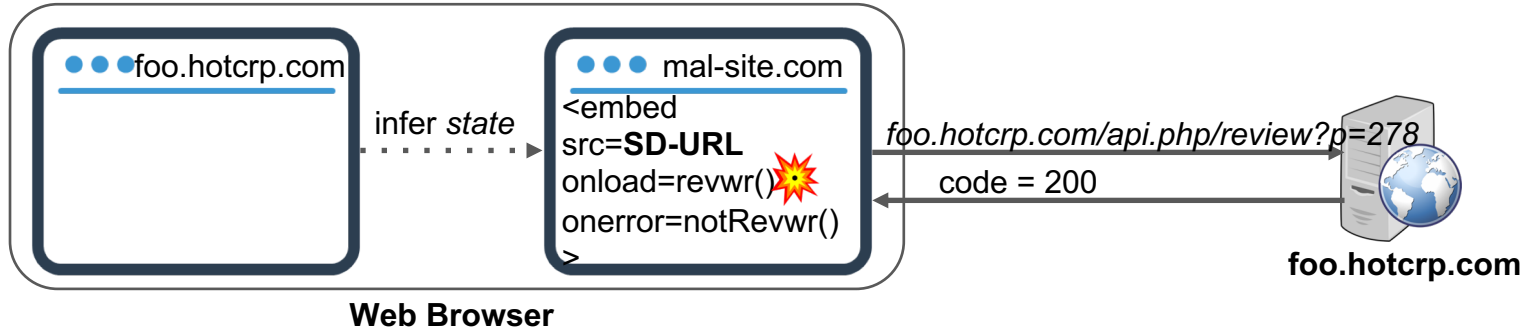 foo.hotcrp.com
infer state
mal-site.com
<embed
src=SD-URL
onload=revwr()
onerror=notRevwr()
>
foo.hotcrp.com/api.php/review?p=278
code = 200
foo.hotcrp.com
Web Browser